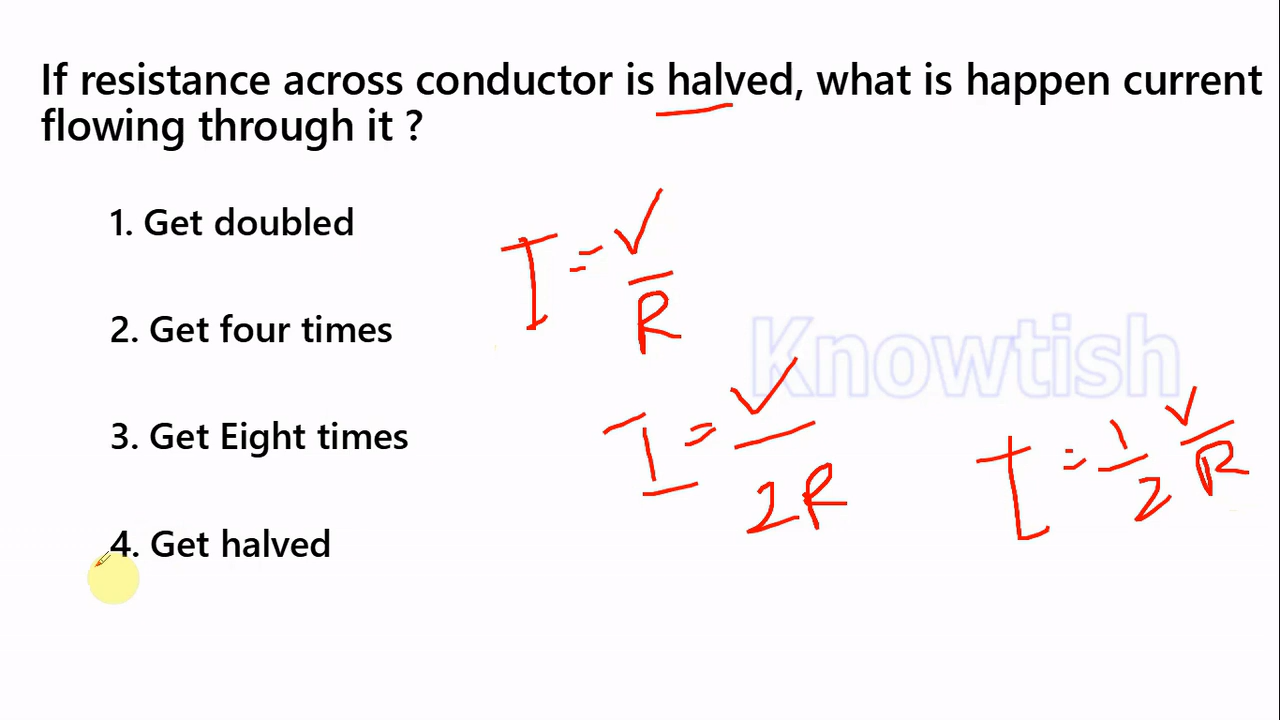 If resistance across conductor is halved, what is happen current
flowing through it ?
1. Get doubled
I = V
R
2. Get four times
Knowtish
I = V
2R
I = 1 V
2 R
3. Get Eight times
4. Get halved